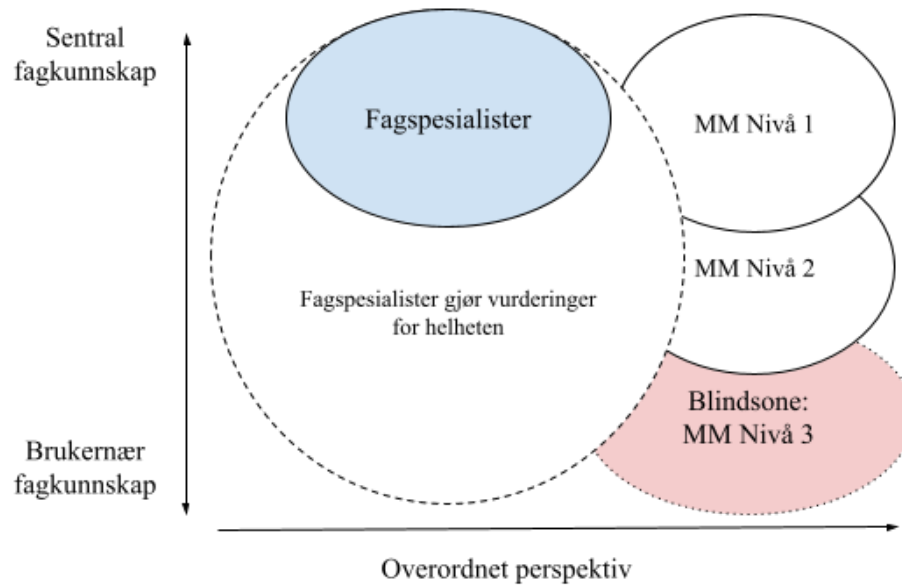 Sentral
fagkunnskap
Fagspesialister
MM Nivå 1
MM Nivå 2
Fagspesialister gjør vurderinger
for helheten
Blindsone:
MM Nivå 3
Brukernær
fagkunnskap
Overordnet perspektiv